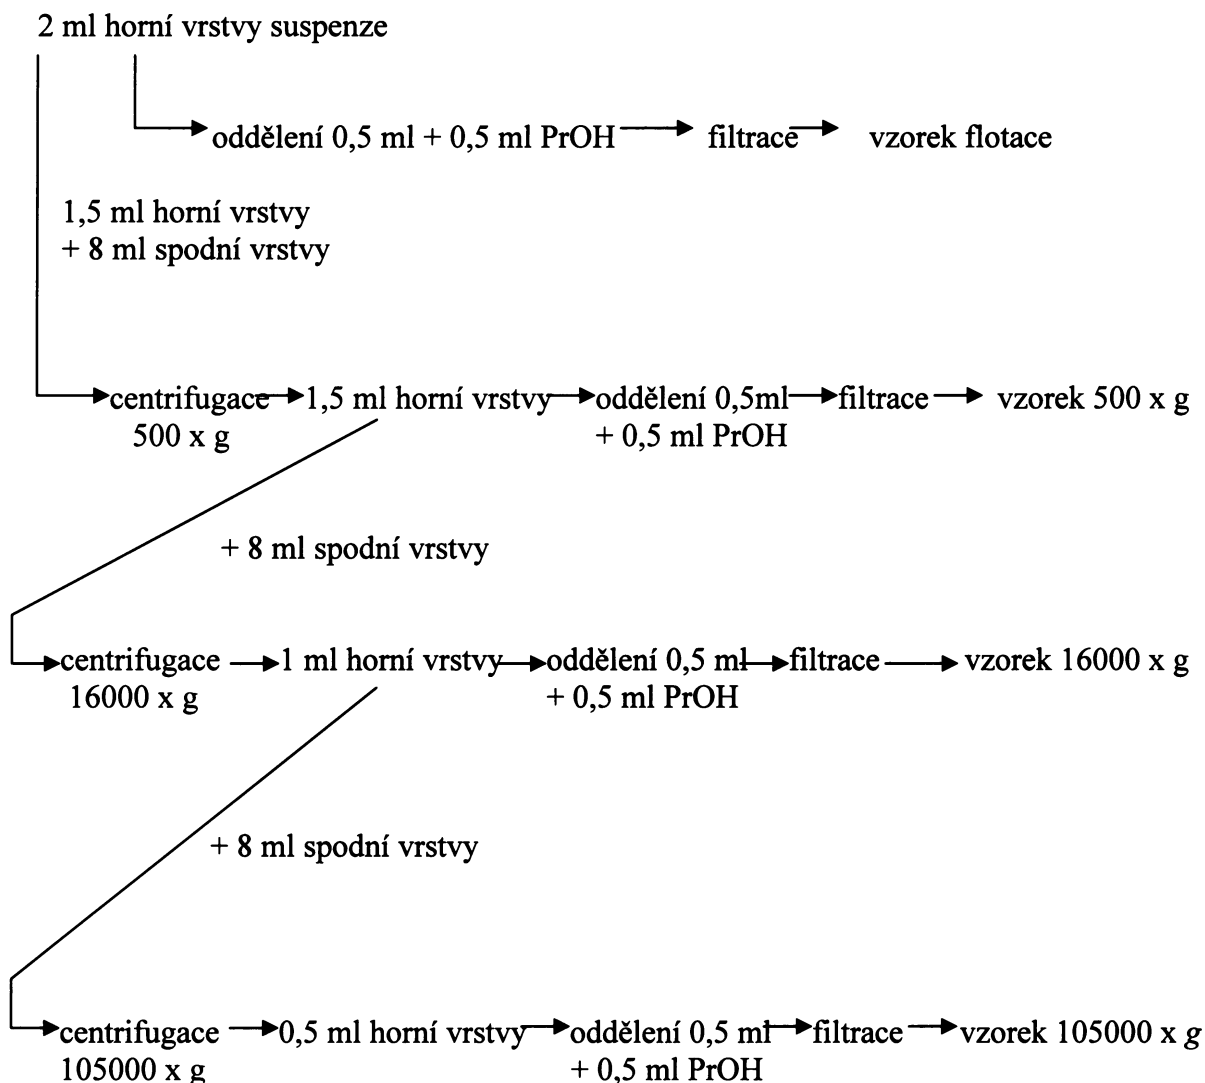 2 ml horní vrstvy suspenze
oddělení 0,5 ml + 0,5 ml PrOH filtrace vzorek flotace
1,5 ml horní vrstvy
+ 8 ml spodní vrstvy
centrifugace 1,5 ml horní vrstvy oddělení 0,5ml filtrace vzorek 500 x g
500 x g + 0,5 ml PrOH
+ 8 ml spodní vrstvy
centrifugace 1 ml horní vrstvy oddělení 0,5 ml filtrace vzorek 16000 x g
16000 x g + 0,5 ml PrOH
+ 8 ml spodní vrstvy
centrifugace 0,5 ml horní vrstvy oddělení 0,5 ml filtrace vzorek 105000 x g
105000 x g + 0,5 ml PrOH